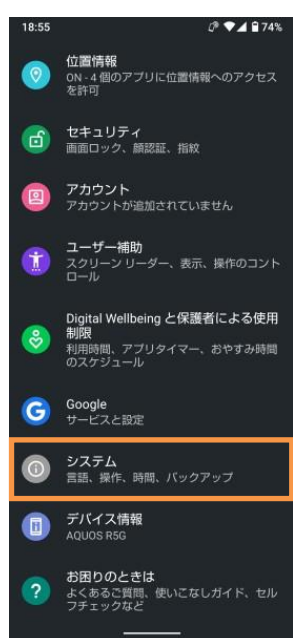 18:55
74%
位置情報
ON - 4 個のアプリに位置情報へのアクセス
を許可
セキュリティ
画面ロック、顔認証、指紋
アカウント
アカウントが追加されていません
ユーザー補助
スクリーン リーダー、表示、操作のコント
ロール
Digital Wellbeing と保護者による使用
制限
利用時間、アプリタイマー、おやすみ時間
のスケジュール
Google
サービスと設定
システム
言語、操作、時間、バックアップ
デバイス情報
AQUOS R5G
お困りのときは
よくあるご質問、使いこなしガイド、セル
フチェックなど